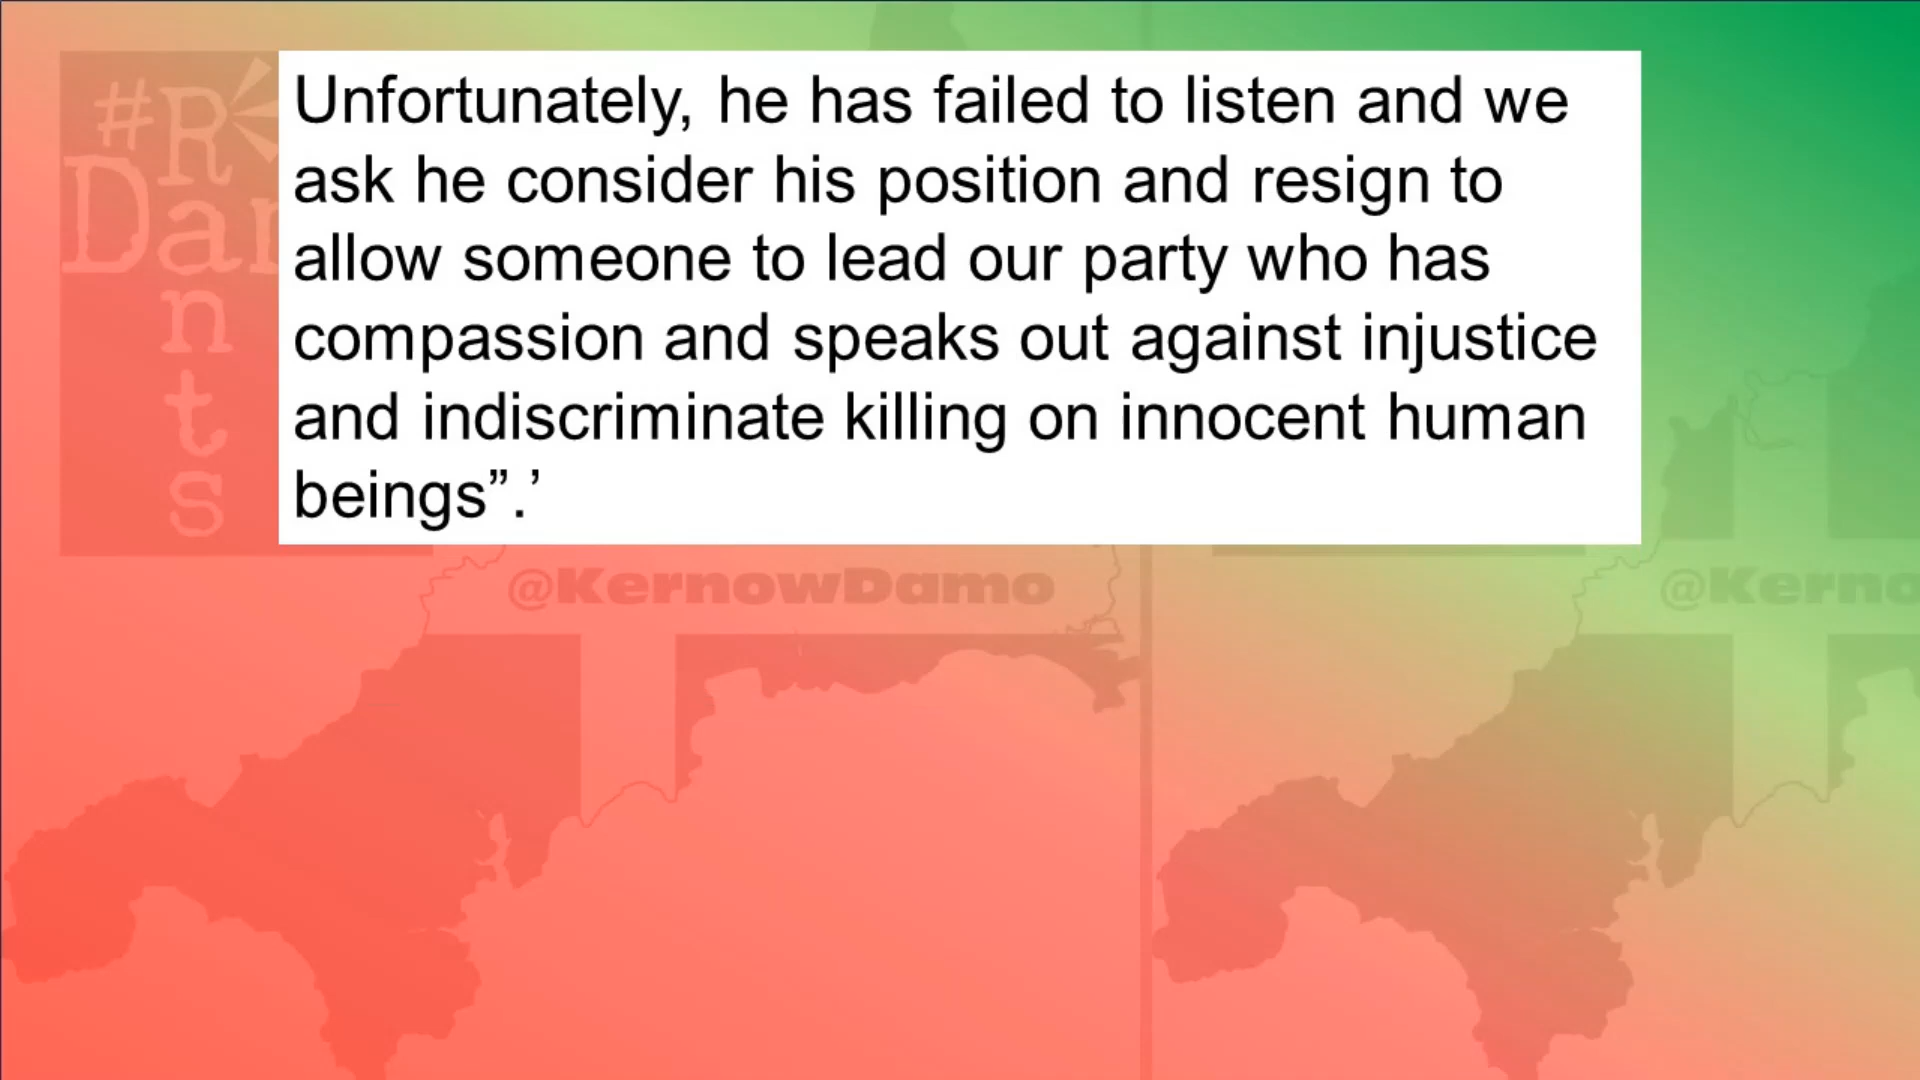 Unfortunately, he has failed to listen and we
ask he consider his position and resign to
allow someone to lead our party who has
compassion and speaks out against injustice
and indiscriminate killing on innocent human
beings”.’
#R
Dan
n
t
s
@KernowDamo
@Kerno